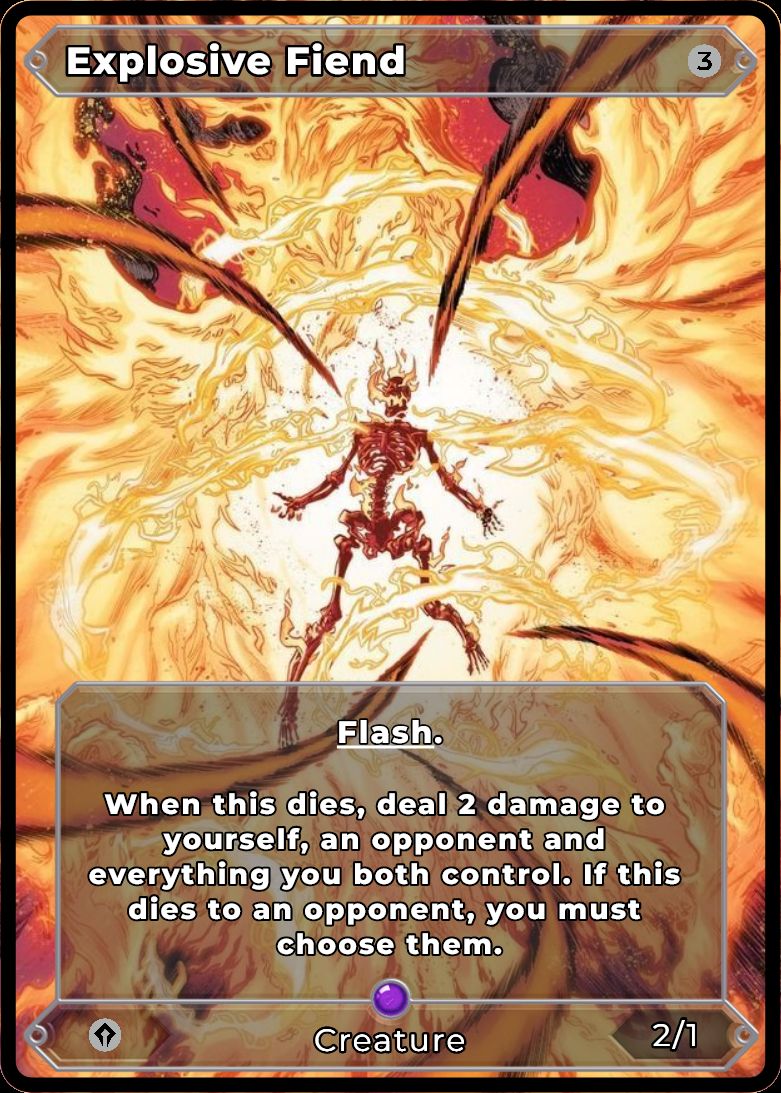 Explosive Fiend
3
Flash.
When this dies, deal 2 damage to
yourself, an opponent and
everything you both control. If this
dies to an opponent, you must
choose them.
Creature
2/1